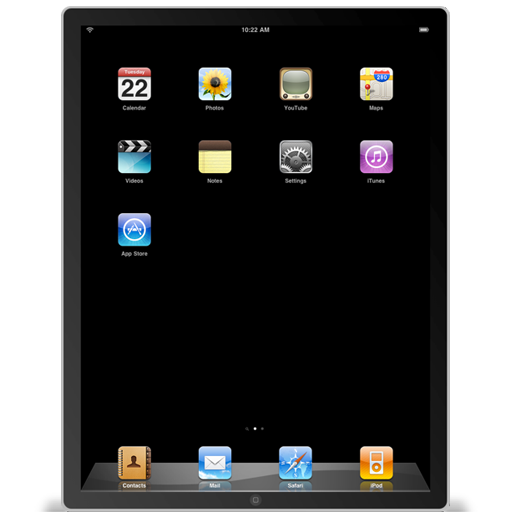 10:22 AM
Tuesday
22
280
Calendar Photos YouTube Maps
Videos Notes Settings iTunes
App Store
Contacts Mail Safari iPod